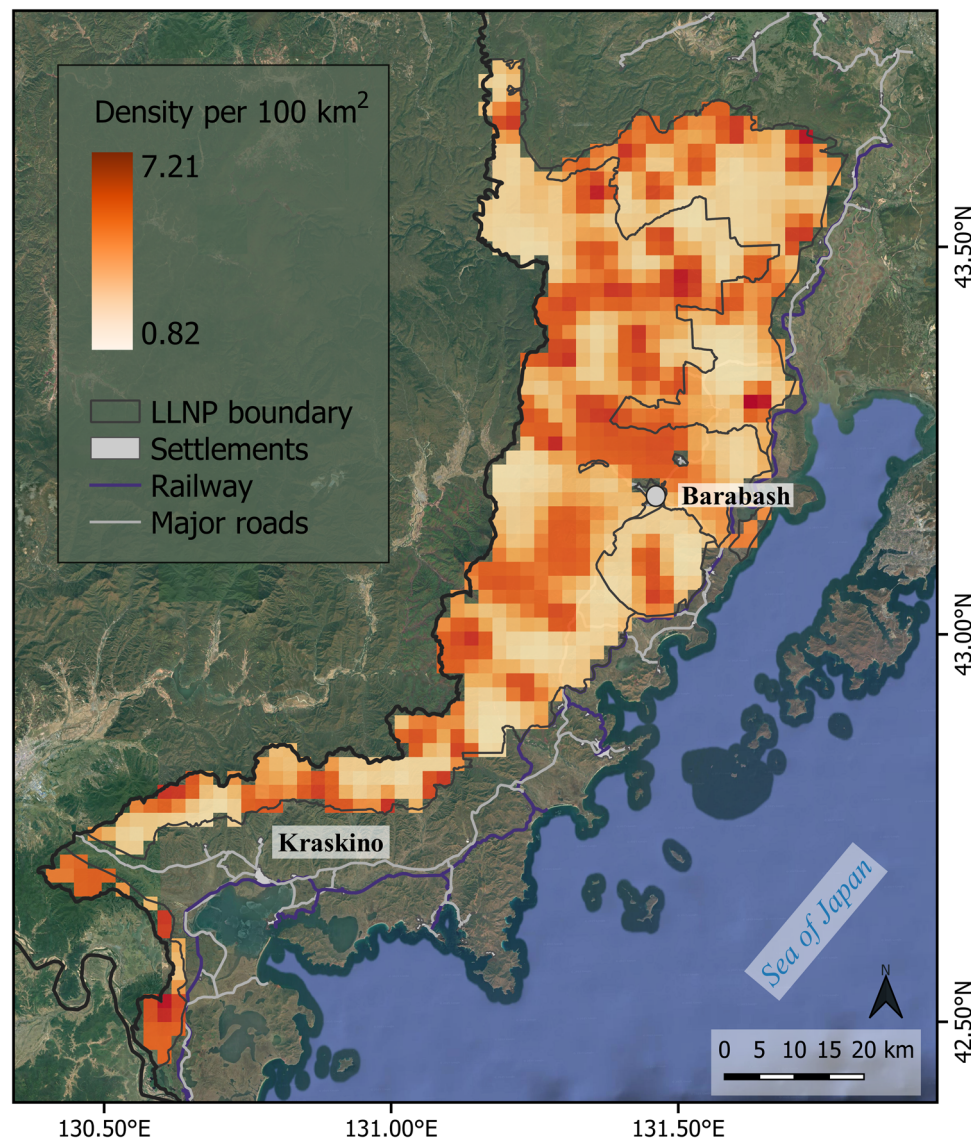 Density per 100 km²
7.21
0.82
LLNP boundary
Settlements
Railway
Major roads
Barabash
Kraskino
Sea of Japan
N
0 5 10 15 20 km
43.50°N
43.00°N
42.50°N
130.50°E 131.00°E 131.50°E